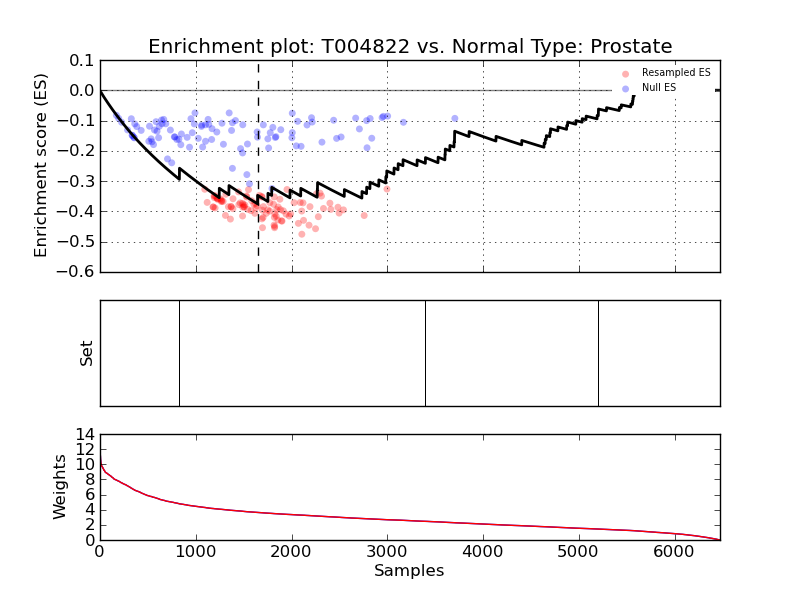 Enrichment plot: T004822 vs. Normal Type: Prostate
Enrichment score (ES)
0.1
0.0
−0.1
−0.2
−0.3
−0.4
−0.5
−0.6
Resampled ES
Null ES
Set
Weights
14
12
10
8
6
4
2
0
0 1000 2000 3000 4000 5000 6000
Samples